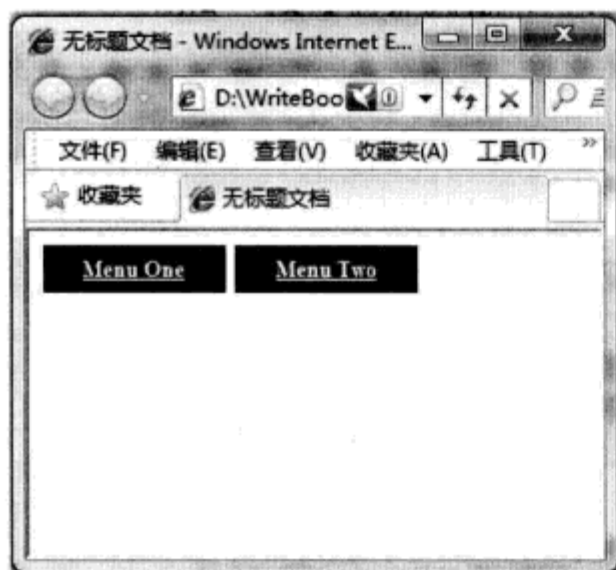 无标题文档 - Windows Internet E...
D:\WriteBoo
文件(F) 编辑(E) 查看(V) 收藏夹(A) 工具(T) »
收藏夹 无标题文档
Menu One Menu Two